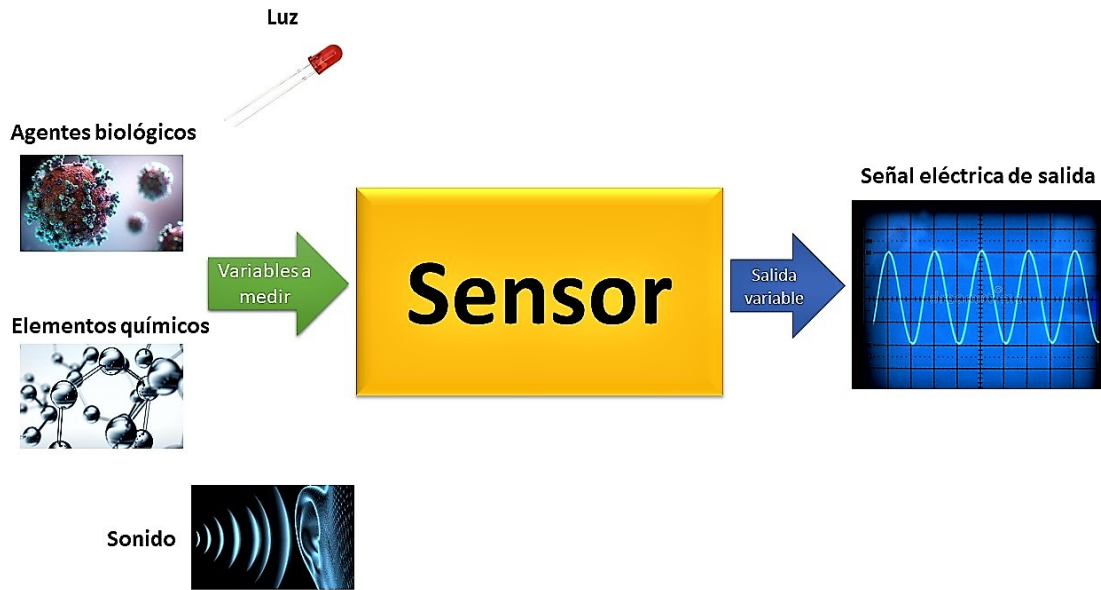 Luz
Agentes biológicos
Señal eléctrica de salida
Variables a
medir
Sensor
Salida
variable
Elementos químicos
Sonido